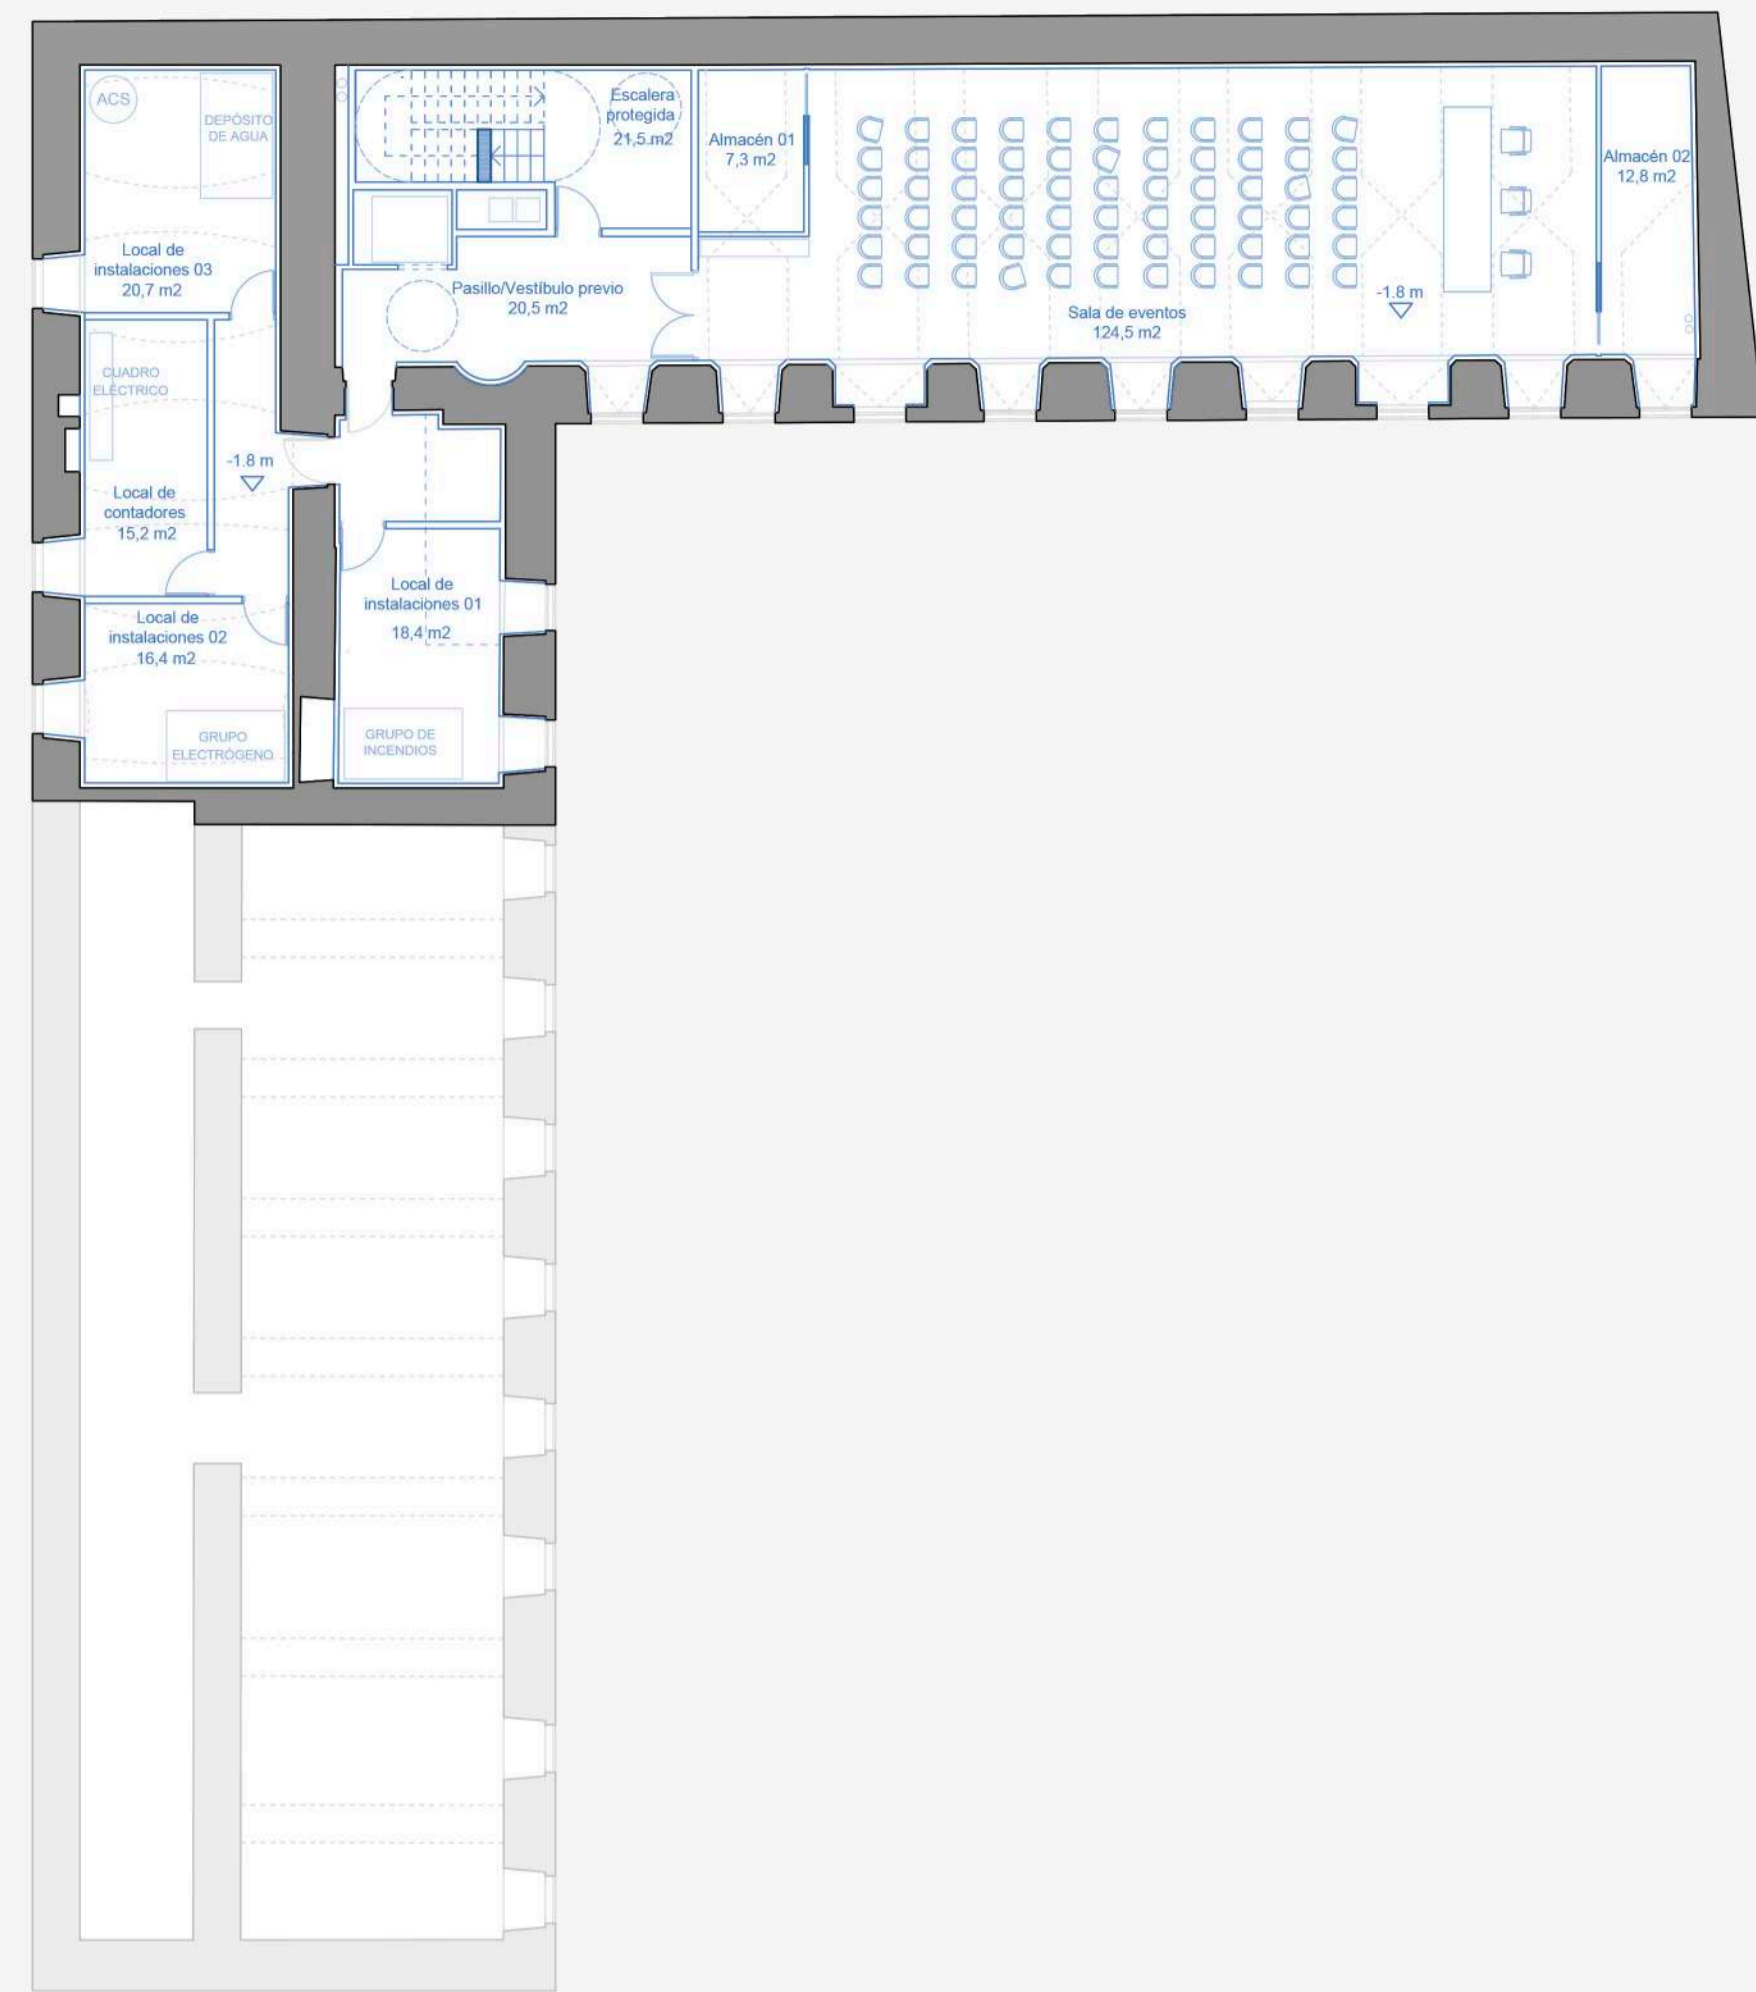 ACS
DEPÓSITO
DE AGUA
Local de
instalaciones 03
20,7 m2
Escalera
protegida
21,5 m2
Almacén 01
7,3 m2
Almacén 02
12,8 m2
Pasillo/Vestíbulo previo
20,5 m2
Sala de eventos
124,5 m2
-1.8 m
CUADRO
ELÉCTRICO
-1.8 m
Local de
contadores
15,2 m2
Local de
instalaciones 01
18,4 m2
Local de
instalaciones 02
16,4 m2
GRUPO
ELECTRÓGENO
GRUPO DE
INCENDIOS